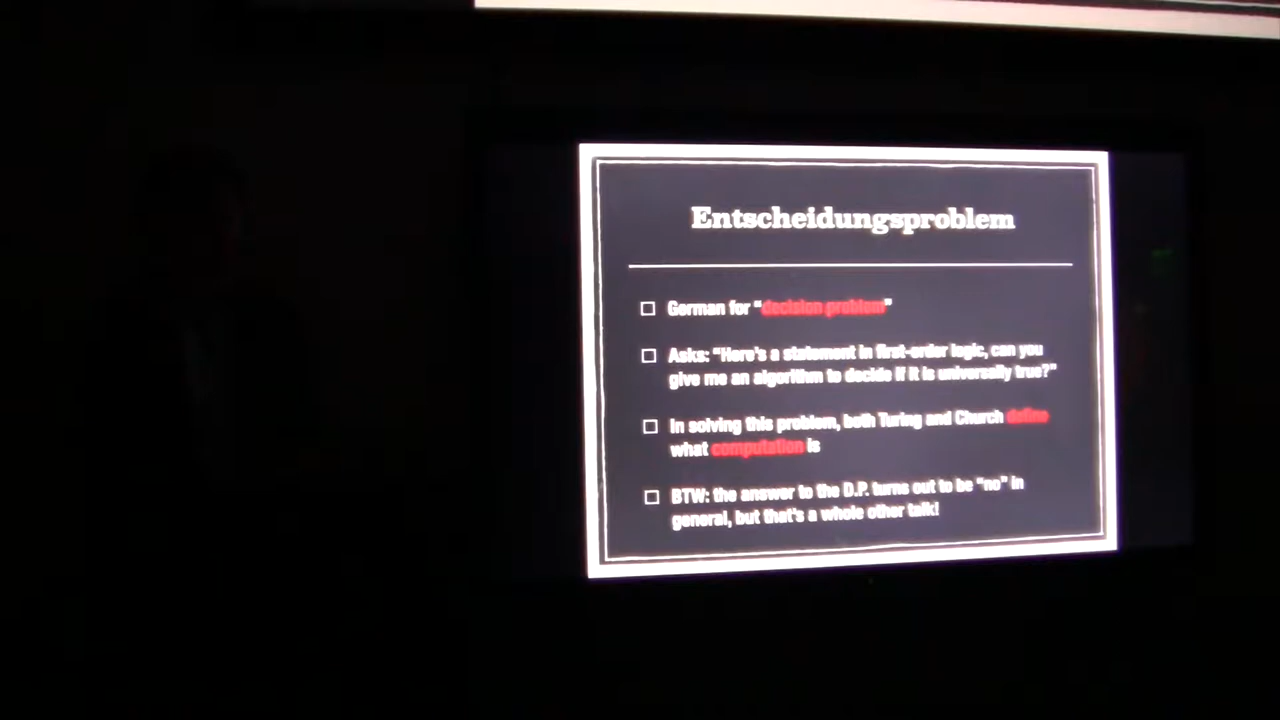 Entscheidungsproblem
German for “decision problem”
Asks: “Here's a statement in first-order logic, can you
give me an algorithm to decide if it is universally true?”
In solving this problem, both Turing and Church define
what computation is
BTW: the answer to the D.P. turns out to be “no” in
general, but that's a whole other talk!